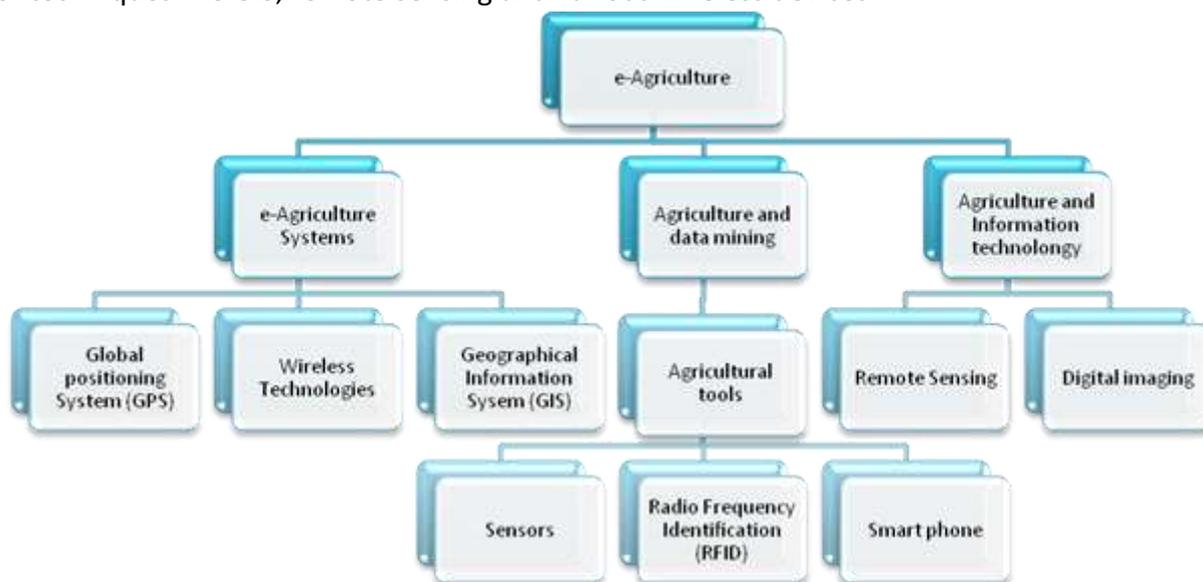 e-Agriculture
e-Agriculture
Systems
Agriculture and
data mining
Agriculture and
Information
technolongy
Global
positioning
System (GPS)
Wireless
Technologies
Geographical
Information
Sysem (GIS)
Agricultural
tools
Remote Sensing
Digital imaging
Sensors
Radio Frequency
Identification
(RFID)
Smart phone